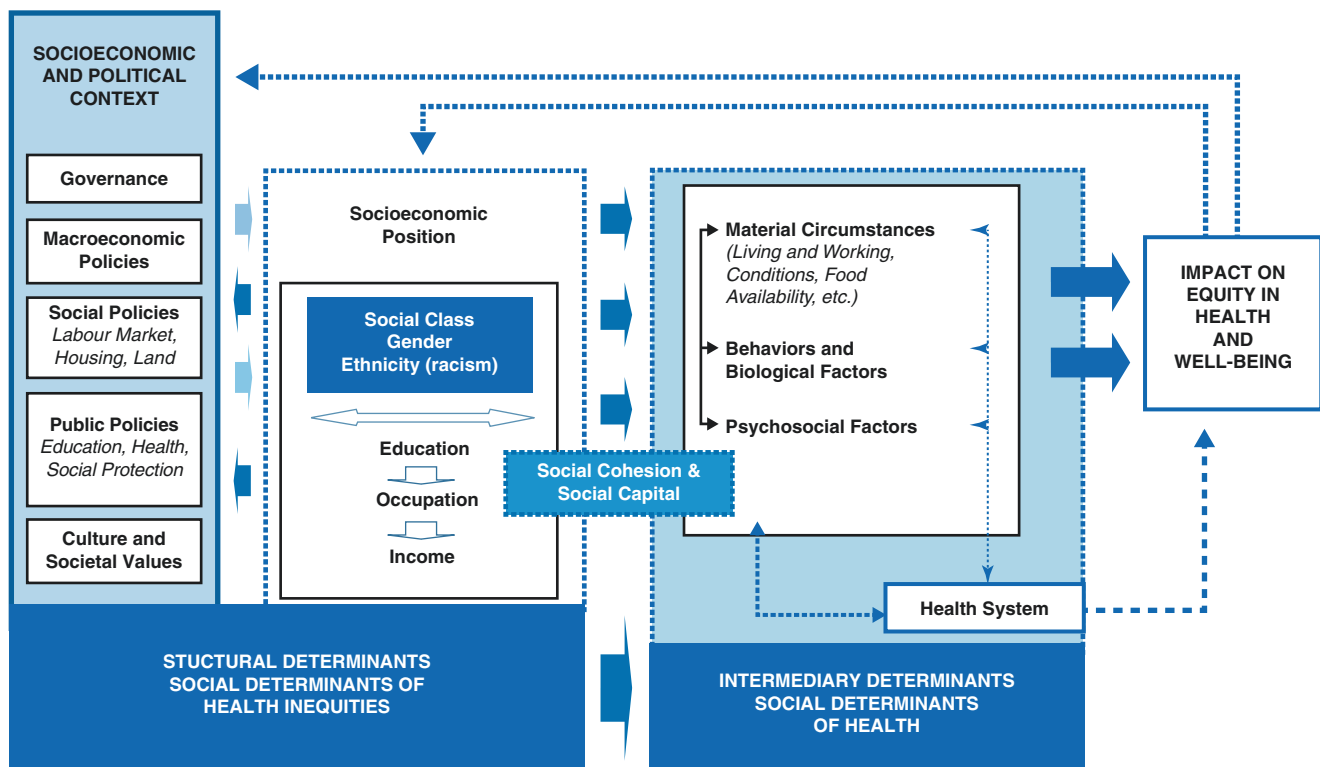 SOCIOECONOMIC
AND POLITICAL
CONTEXT
Governance
Macroeconomic
Policies
Social Policies
Labour Market,
Housing, Land
Public Policies
Education, Health,
Social Protection
Culture and
Societal Values
Socioeconomic
Position
Social Class
Gender
Ethnicity (racism)
Education
Occupation
Income
Social Cohesion &
Social Capital
Material Circumstances
(Living and Working,
Conditions, Food
Availability, etc.)
Behaviors and
Biological Factors
Psychosocial Factors
Health System
IMPACT ON
EQUITY IN
HEALTH
AND
WELL-BEING
STUCTURAL DETERMINANTS
SOCIAL DETERMINANTS OF
HEALTH INEQUITIES
INTERMEDIARY DETERMINANTS
SOCIAL DETERMINANTS
OF HEALTH